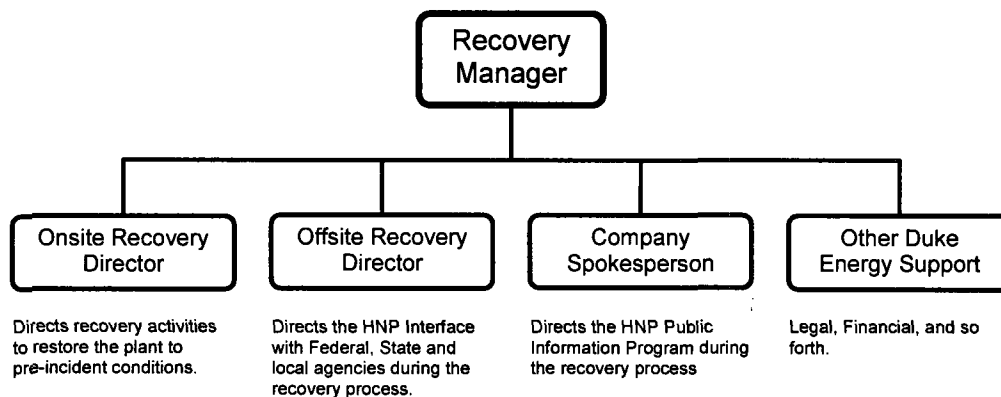 Recovery
Manager
Onsite Recovery
Director
Offsite Recovery
Director
Company
Spokesperson
Other Duke
Energy Support
Directs recovery activities
to restore the plant to
pre-incident conditions.
Directs the HNP Interface
with Federal, State and
local agencies during the
recovery process.
Directs the HNP Public
Information Program during
the recovery process
Legal, Financial, and so
forth.